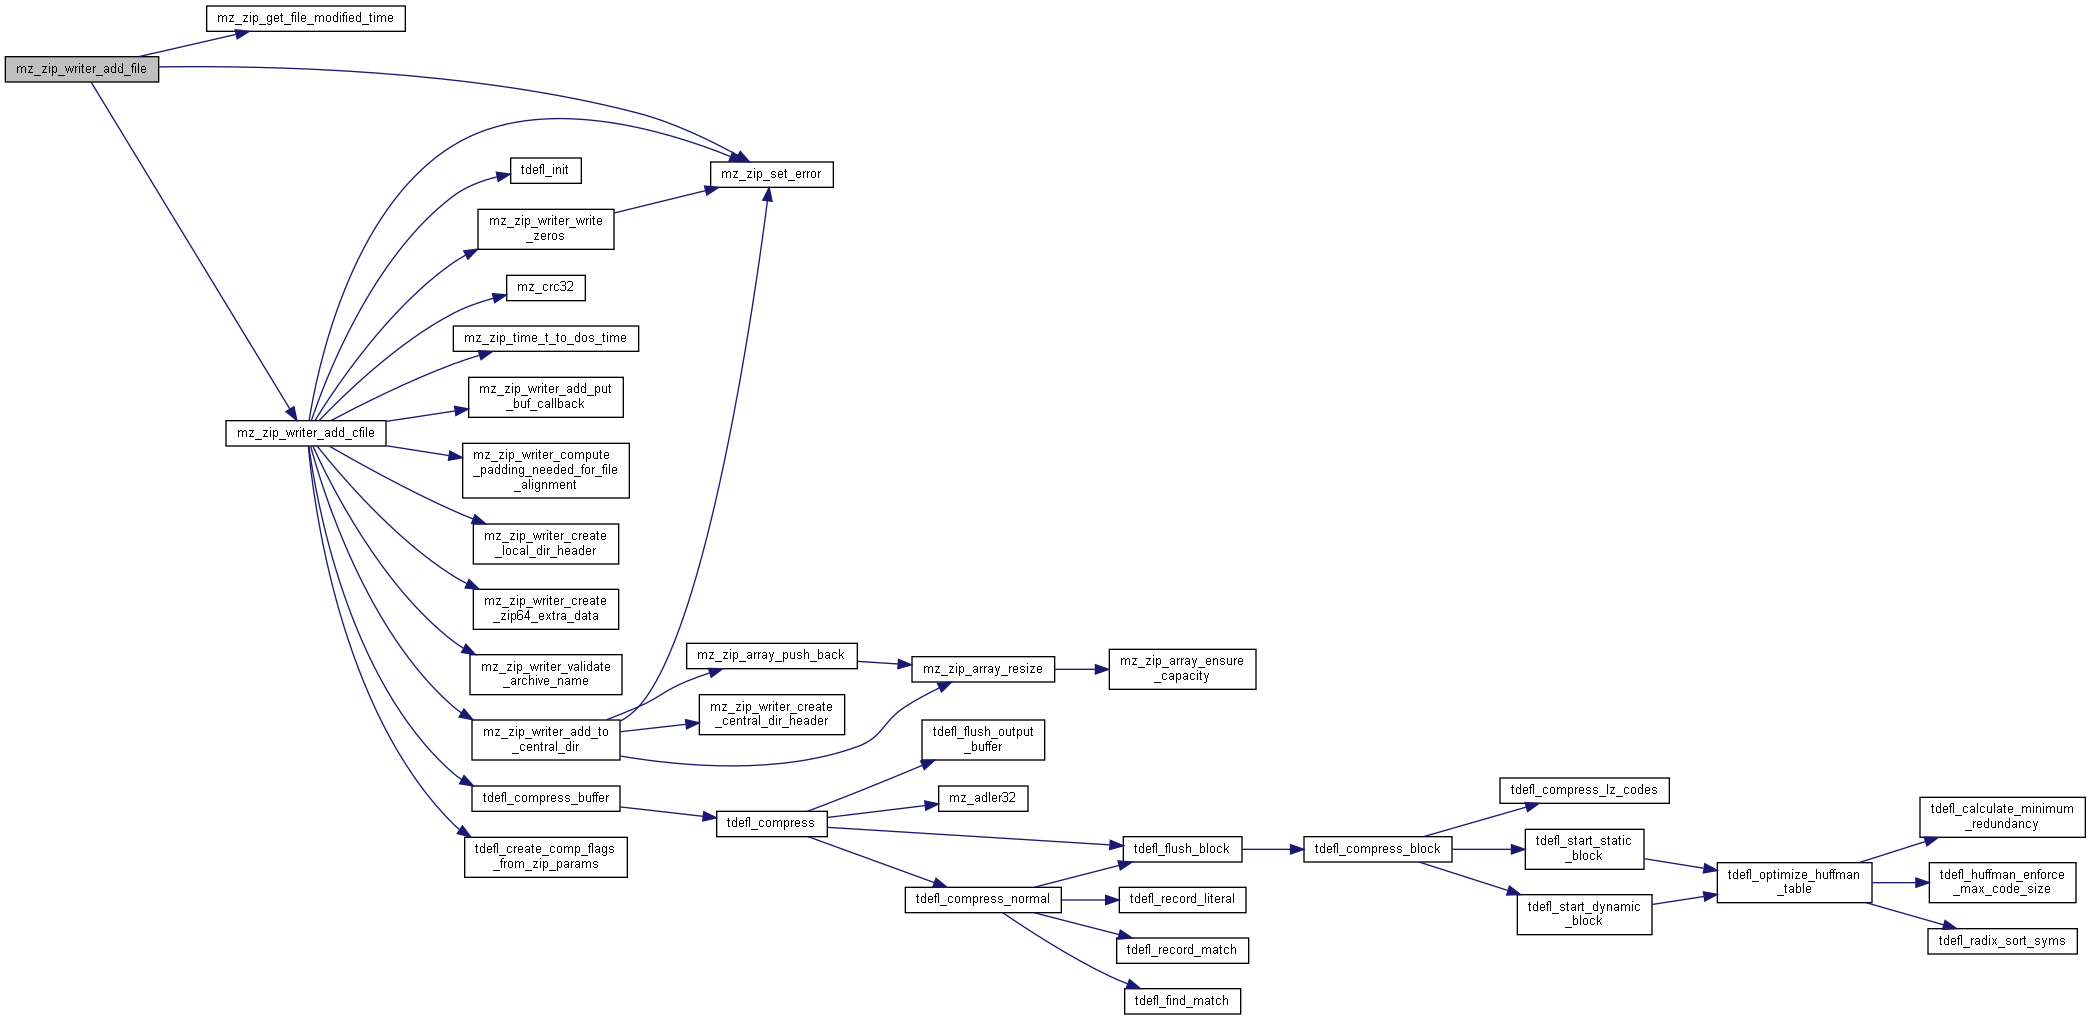 mz_zip_get_file_modified_time
mz_zip_writer_add_file
mz_zip_set_error
tdefl_init
mz_zip_writer_write
_zeros
mz_crc32
mz_zip_time_t_to_dos_time
mz_zip_writer_add_put
_buf_callback
mz_zip_writer_add_cfile
mz_zip_writer_compute
_padding_needed_for_file
_alignment
mz_zip_writer_create
_local_dir_header
mz_zip_writer_create
_zip64_extra_data
mz_zip_writer_validate
_archive_name
mz_zip_array_push_back
mz_zip_array_resize
mz_zip_array_ensure
_capacity
mz_zip_writer_create
_central_dir_header
mz_zip_writer_add_to
_central_dir
tdefl_flush_output
_buffer
tdefl_compress_buffer
mz_adler32
tdefl_compress
tdefl_create_comp_flags
_from_zip_params
tdefl_flush_block
tdefl_compress_normal
tdefl_record_literal
tdefl_record_match
tdefl_find_match
tdefl_compress_block
tdefl_compress_lz_codes
tdefl_start_static
_block
tdefl_start_dynamic
_block
tdefl_optimize_huffman
_table
tdefl_calculate_minimum
_redundancy
tdefl_huffman_enforce
_max_code_size
tdefl_radix_sort_syms